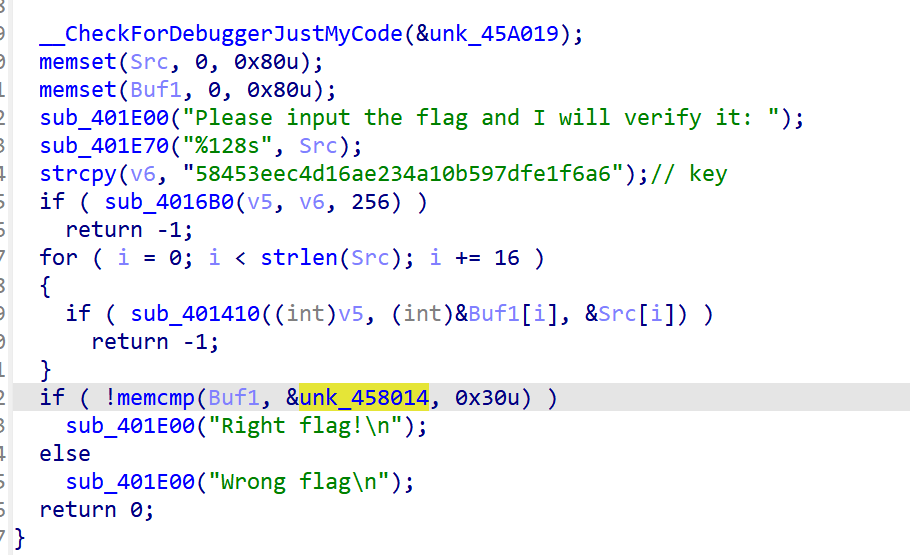 __CheckForDebuggerJustMyCode(&unk_45A019);
memset(Src, 0, 0x80u);
memset(Buf1, 0, 0x80u);
sub_401E00("Please input the flag and I will verify it: ");
sub_401E70("%128s", Src);
strcpy(v6, "58453eec4d16ae234a10b597dfe1f6a6");// key
if ( sub_4016B0(v5, v6, 256) )
return -1;
for ( i = 0; i < strlen(Src); i += 16 )
{
if ( sub_401410((int)v5, (int)&Buf1[i], &Src[i]) )
return -1;
}
if ( !memcmp(Buf1, &unk_458014, 0x30u) )
sub_401E00("Right flag!\n");
else
sub_401E00("Wrong flag\n");
return 0;
}